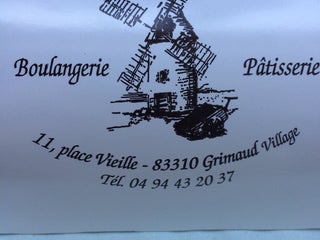 Boulangerie Pâtisserie
11, place Vieille - 83310 Grimaud Village
Tél. 04 94 43 20 37